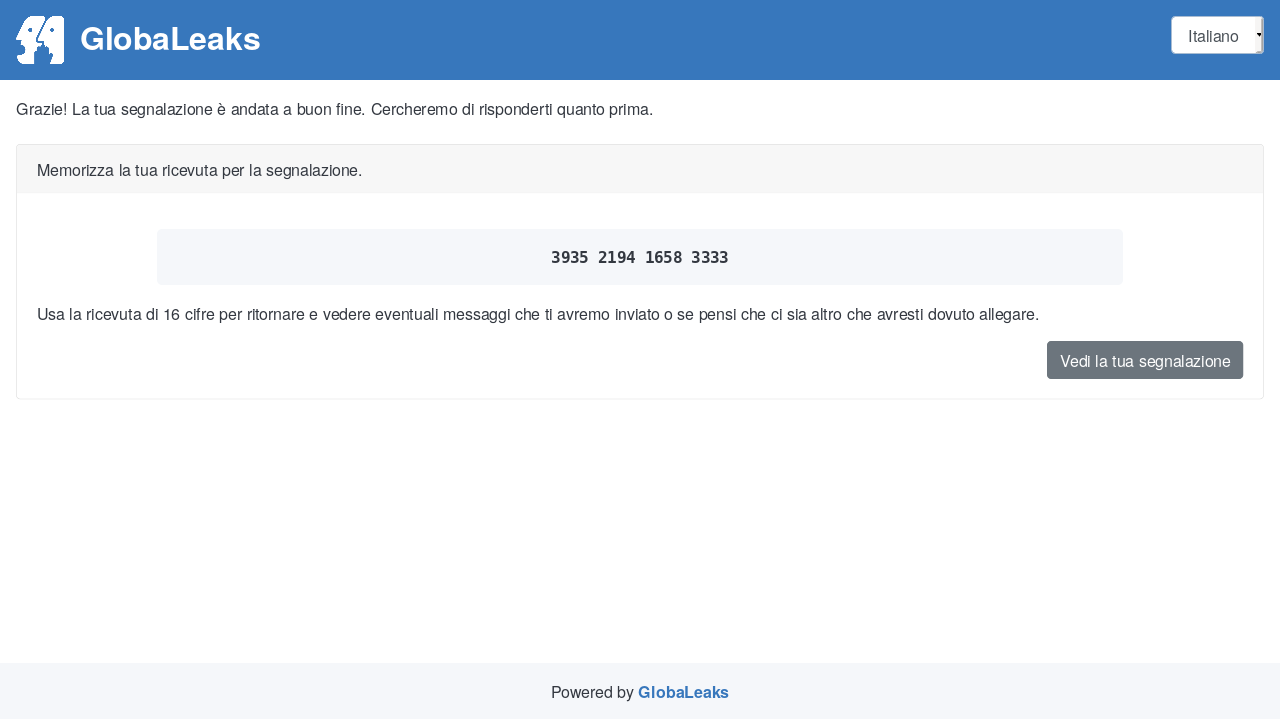 GlobaLeaks
Italiano
Grazie! La tua segnalazione è andata a buon fine. Cercheremo di risponderti quanto prima.
Memorizza la tua ricevuta per la segnalazione.
3935 2194 1658 3333
Usa la ricevuta di 16 cifre per ritornare e vedere eventuali messaggi che ti avremo inviato o se pensi che ci sia altro che avresti dovuto allegare.
Vedi la tua segnalazione
Powered by GlobaLeaks